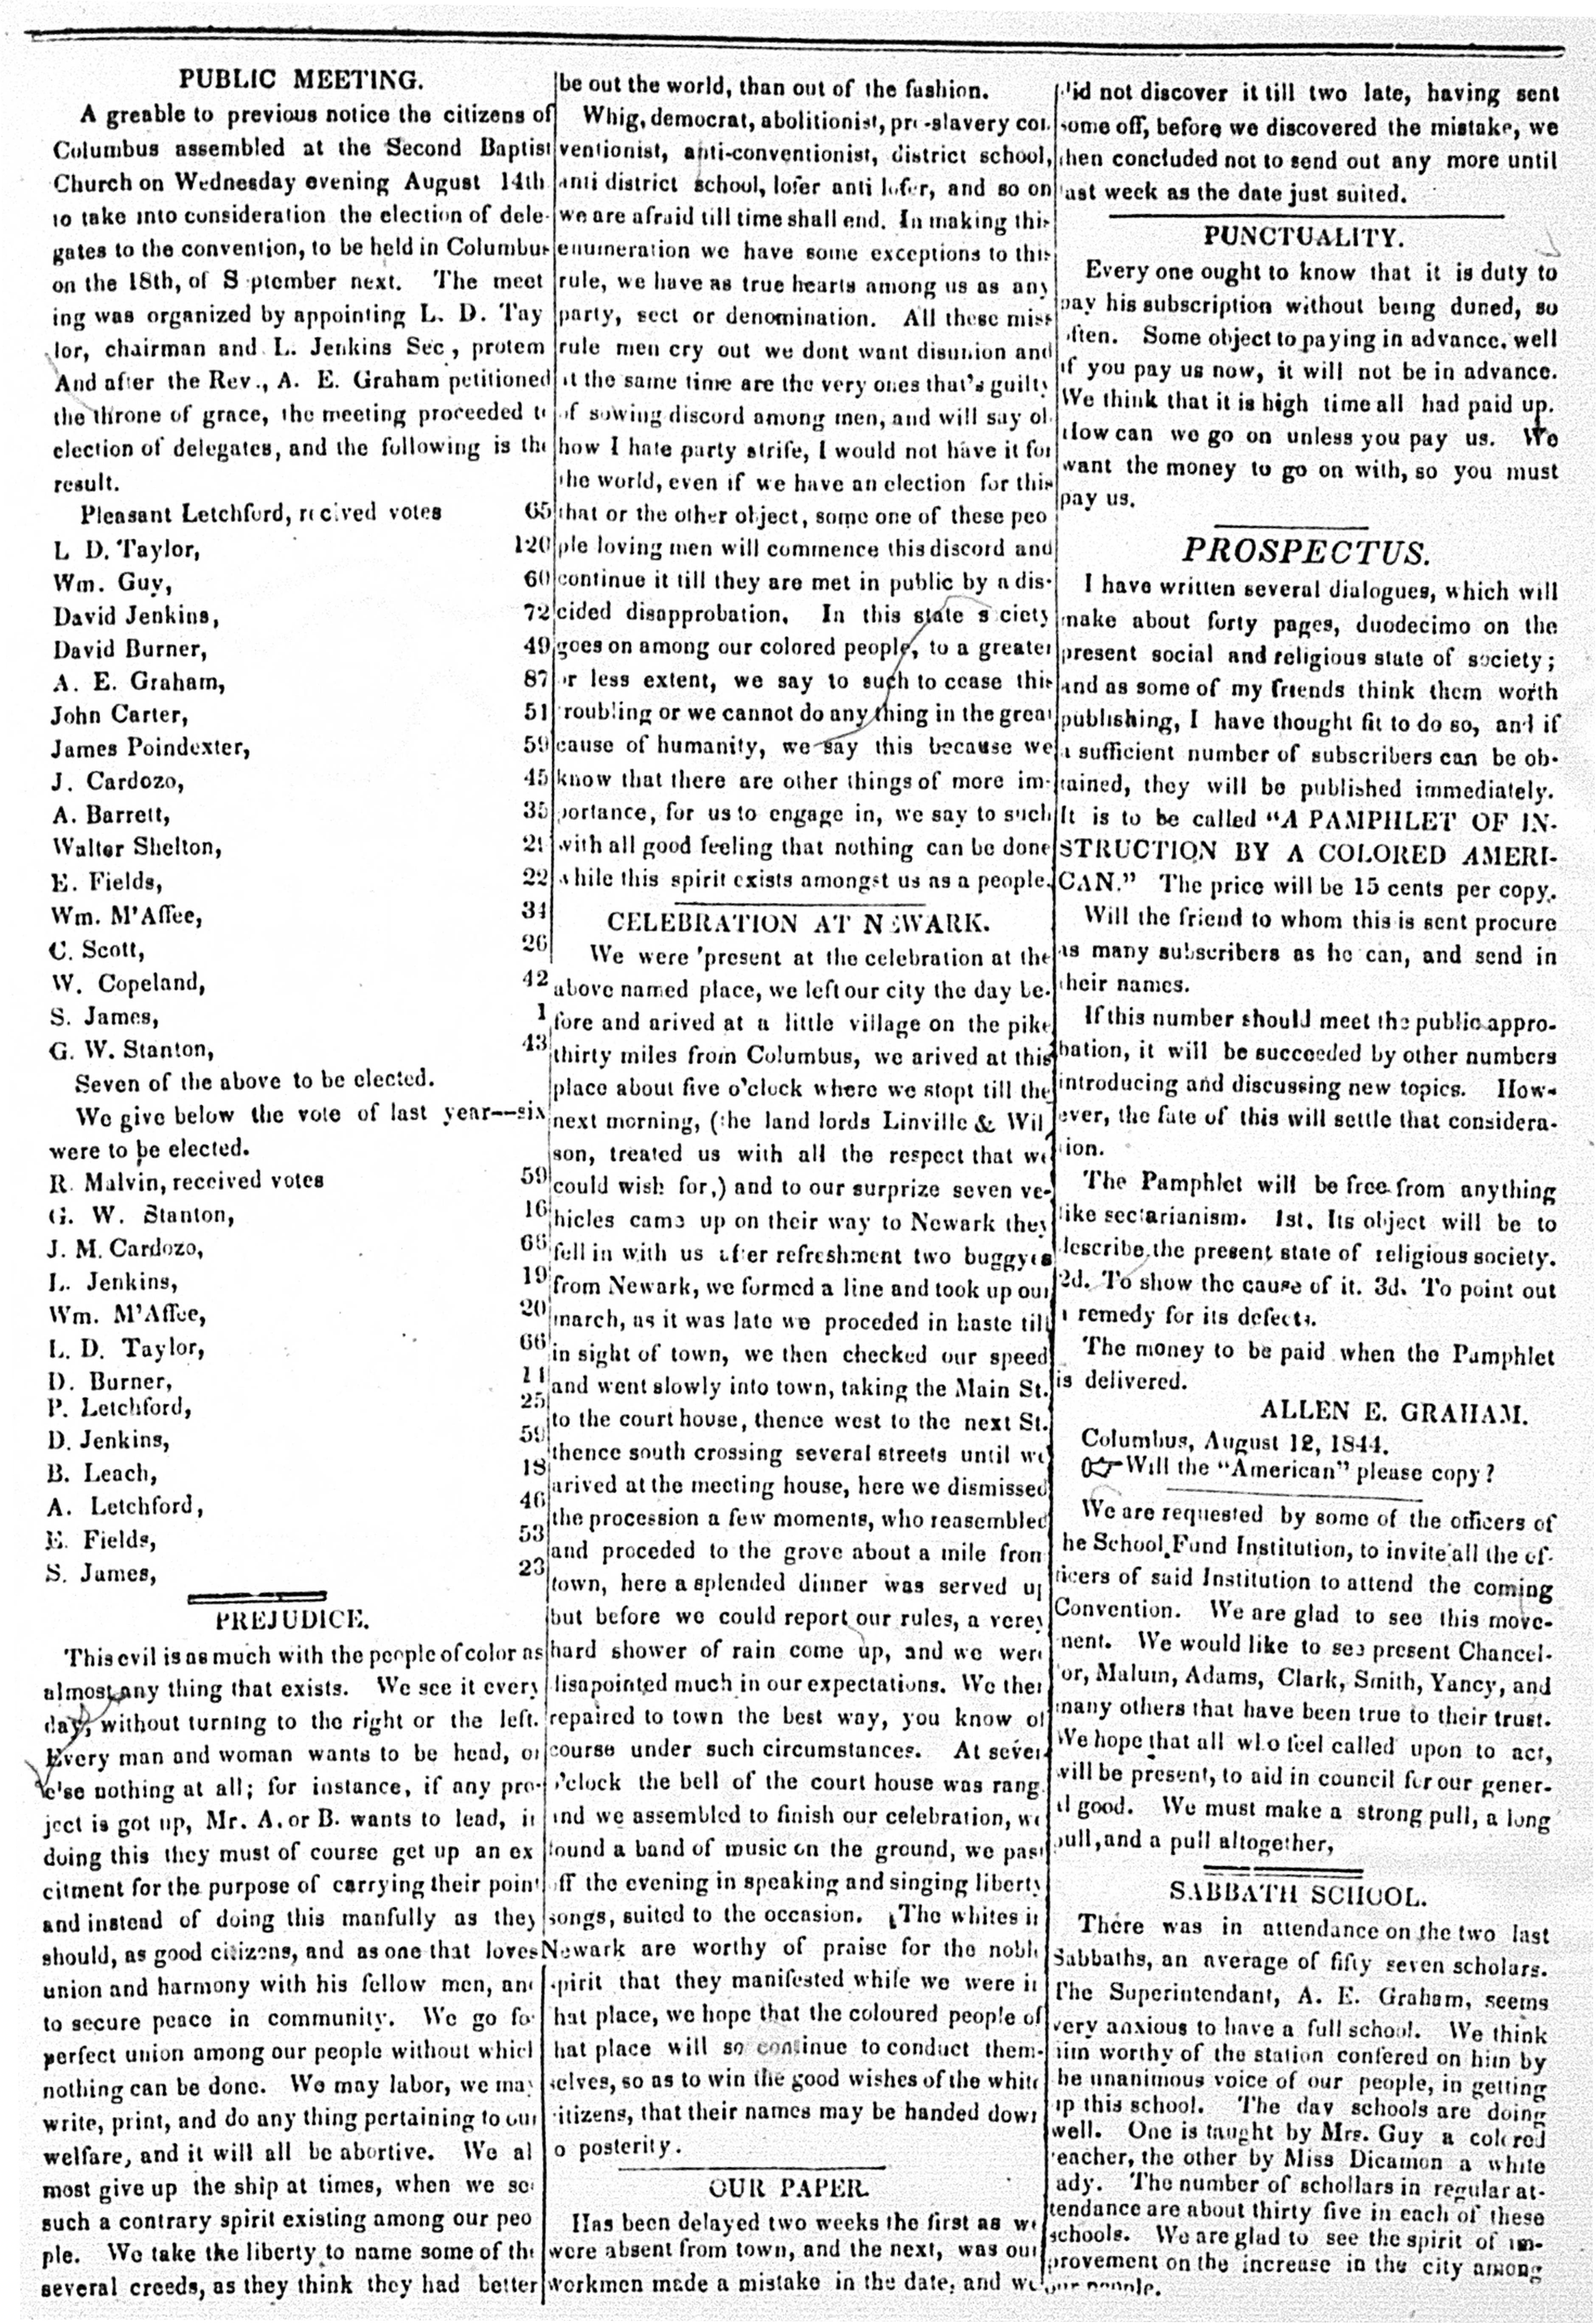 PUBLIC MEETING.
A greable to previous notice the citizens of
Columbus assembled at the Second Baptist
Church on Wednesday evening August 14th
to take into consideration the election of dele-
gates to the convention, to be held in Columbus
on the 18th, of S ptember next. The meet
ing was organized by appointing L. D. Tay
lor, chairman and L. Jenkins Sec , protem
And after the Rev., A. E. Graham petitioned
the throne of grace, the meeting proceeded t
election of delegates, and the following is the
result.
Pleasant Letchford, recived votes 65
L D. Taylor, 120
Wm. Guy, 60
David Jenkins, 72
David Burner, 49
A. E. Graham, 87
John Carter, 51
James Poindexter, 59
J. Cardozo, 45
A. Barrett, 35
Walter Shelton, 21
E. Fields, 22
Wm. M'Affee, 34
C. Scott, 26
W. Copeland, 42
S. James, 1
G. W. Stanton, 43
Seven of the above to be elected.
We give below the vote of last year--six
were to be elected.
R. Malvin, received votes 59
G. W. Stanton, 16
J. M. Cardozo, 65
L. Jenkins, 19
Wm. M'Affee, 20
L. D. Taylor, 66
D. Burner, 11
P. Letchford, 25
D. Jenkins, 59
B. Leach, 18
A. Letchford, 46
E. Fields, 53
S. James, 23
PREJUDICE.
This evil is as much with the people of color as
almost any thing that exists. We see it every
day, without turning to the right or the left.
Every man and woman wants to be head, or
e'se nothing at all; for instance, if any pro-
ject is got up, Mr. A. or B. wants to lead, i
doing this they must of course get up an ex
citment for the purpose of carrying their poin
and instead of doing this manfully as they
should, as good citizens, and as one that loves
union and harmony with his fellow men, an
to secure peace in community. We go fo
perfect union among our people without whicl
nothing can be done. We may labor, we ma
write, print, and do any thing pertaining to our
welfare, and it will all be abortive. We al
most give up the ship at times, when we se
such a contrary spirit existing among our peo
ple. We take the liberty to name some of the
several creeds, as they think they had better
be out the world, than out of the fashion.
Whig, democrat, abolitionist, pro-slavery con
ventionist, anti-conventionist, district school,
anti district school, lofer anti lofer, and so on
we are afraid till time shall end. In making this
enumeration we have some exceptions to this
rule, we have as true hearts among us as any
party, sect or denomination. All these miss
rule men cry out we dont want disunion and
at the same time are the very ones that's guilty
of sowing discord among men, and will say ol
how I hate party strife, I would not have it for
the world, even if we have an election for this
that or the other object, some one of these peo
ple loving men will commence this discord and
continue it till they are met in public by a dis-
cided disapprobation. In this state s ciety
goes on among our colored people, to a greater
or less extent, we say to such to cease this
roubling or we cannot do any thing in the great
cause of humanity, we say this because we
know that there are other things of more im-
portance, for us to engage in, we say to such
with all good feeling that nothing can be done
while this spirit exists amongst us as a people.
CELEBRATION AT NEWARK.
We were 'present at the celebration at the
above named place, we left our city the day be-
fore and arived at a little village on the pike
thirty miles from Columbus, we arived at this
place about five o'clock where we stopt till the
next morning, (the land lords Linville & Wil
son, treated us with all the respect that we
could wish for,) and to our surprize seven ve-
hicles came up on their way to Newark they
fell in with us after refreshment two buggyes
from Newark, we formed a line and took up our
march, as it was late we proceded in haste till
in sight of town, we then checked our speed
and went slowly into town, taking the Main St.
to the court house, thence west to the next St.
thence south crossing several streets until we
arived at the meeting house, here we dismissed
the procession a few moments, who reasembled
and proceded to the grove about a mile from
town, here a splended dinner was served up
but before we could report our rules, a verey
hard shower of rain come up, and we were
disapointed much in our expectations. We then
repaired to town the best way, you know of
course under such circumstances. At seven
o'clock the bell of the court house was rang
and we assembled to finish our celebration, we
found a band of music on the ground, we past
off the evening in speaking and singing liberty
songs, suited to the occasion. The whites in
Newark are worthy of praise for the noble
spirit that they manifested while we were in
hat place, we hope that the coloured people of
hat place will so continue to conduct them-
selves, so as to win the good wishes of the white
citizens, that their names may be handed down
o posterity.
OUR PAPER.
Has been delayed two weeks the first as we
were absent from town, and the next, was our
workmen made a mistake in the date, and we
did not discover it till two late, having sent
some off, before we discovered the mistake, we
then concluded not to send out any more until
last week as the date just suited.
PUNCTUALITY.
Every one ought to know that it is duty to
pay his subscription without being duned, so
often. Some object to paying in advance, well
if you pay us now, it will not be in advance.
We think that it is high time all had paid up.
How can we go on unless you pay us. We
want the money to go on with, so you must
pay us.
PROSPECTUS.
I have written several dialogues, which will
make about forty pages, duodecimo on the
present social and religious state of society;
and as some of my friends think them worth
publishing, I have thought fit to do so, and if
a sufficient number of subscribers can be ob-
tained, they will be published immediately.
It is to be called "A PAMPHLET OF IN-
STRUCTION BY A COLORED AMERI-
CAN." The price will be 15 cents per copy.
Will the friend to whom this is sent procure
as many subscribers as he can, and send in
their names.
If this number should meet the public appro-
bation, it will be succeeded by other numbers
introducing and discussing new topics. How-
ever, the fate of this will settle that considera-
ion.
The Pamphlet will be free from anything
like sectarianism. 1st. Its object will be to
describe the present state of religious society.
2d. To show the cause of it. 3d. To point out
a remedy for its defects.
The money to be paid when the Pamphlet
is delivered.
ALLEN E. GRAHAM.
Columbus, August 12, 1844.
☞ Will the "American" please copy?
We are requested by some of the officers of
he School Fund Institution, to invite all the of-
ficers of said Institution to attend the coming
Convention. We are glad to see this move-
ment. We would like to see present Chancel-
lor, Malum, Adams, Clark, Smith, Yancy, and
many others that have been true to their trust.
We hope that all who feel called upon to act,
will be present, to aid in council for our gener-
al good. We must make a strong pull, a long
pull, and a pull altogether,
SABBATH SCHOOL.
There was in attendance on the two last
Sabbaths, an average of fifty seven scholars.
The Superintendant, A. E. Graham, seems
very anxious to have a full school. We think
him worthy of the station confered on him by
he unanimous voice of our people, in getting
up this school. The day schools are doing
well. One is taught by Mrs. Guy a colored
teacher, the other by Miss Dicamon a white
lady. The number of schollars in regular at-
tendance are about thirty five in each of these
schools. We are glad to see the spirit of im-
provement on the increase in the city among
our people.